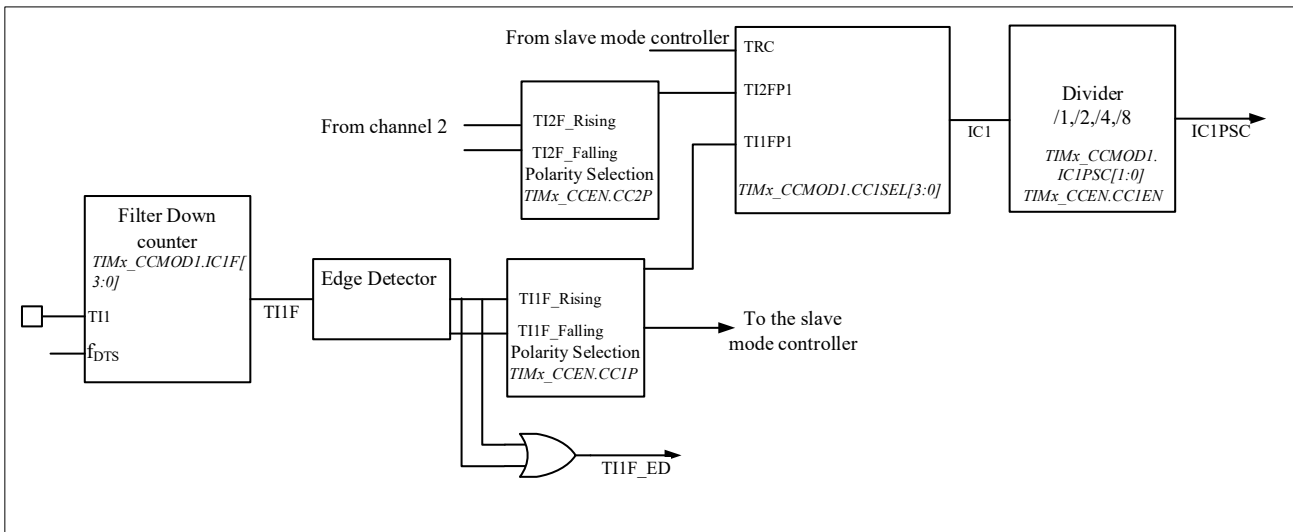 From slave mode controller
TRC
TI2FP1
TI1FP1
TIMx_CCMOD1.CC1SEL[3:0]
From channel 2
TI2F_Rising
TI2F_Falling
Polarity Selection
TIMx_CCEN.CC2P
IC1
Divider
/1,/2,/4,/8
TIMx_CCMOD1.
IC1PSC[1:0]
TIMx_CCEN.CC1EN
IC1PSC
Filter Down
counter
TIMx_CCMOD1.IC1F[
3:0]
TI1
fDTS
TI1F
Edge Detector
TI1F_Rising
TI1F_Falling
Polarity Selection
TIMx_CCEN.CC1P
To the slave
mode controller
TI1F_ED